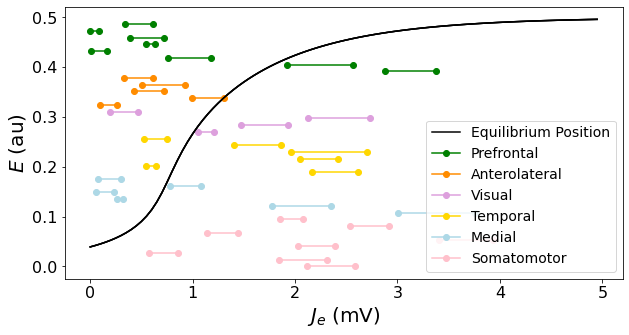 0.5
0.4
0.3
0.2
0.1
0.0
E (au)
0
1
2
3
4
5
J_e (mV)
Equilibrium Position
Prefrontal
Anterolateral
Visual
Temporal
Medial
Somatomotor